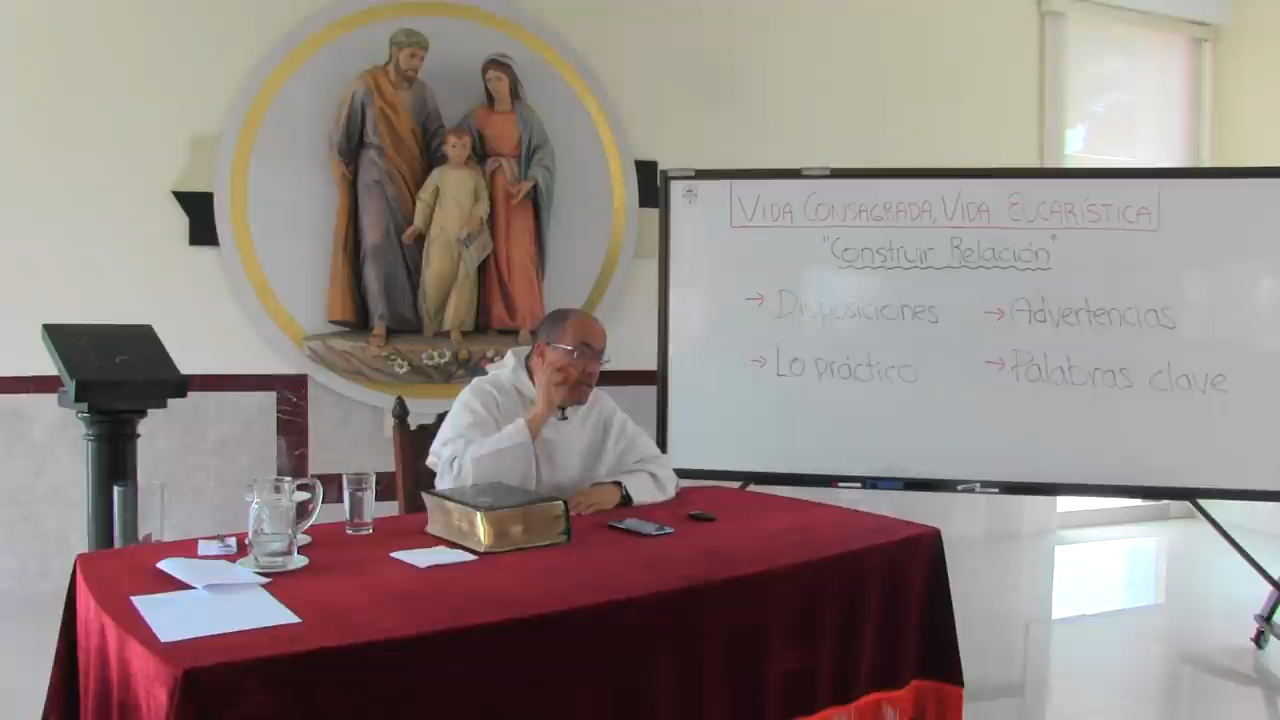 VIDA CONSAGRADA, VIDA EUCARÍSTICA
"Construir Relación"
→ Disposiciones → Advertencias
→ Lo práctico → Palabras clave